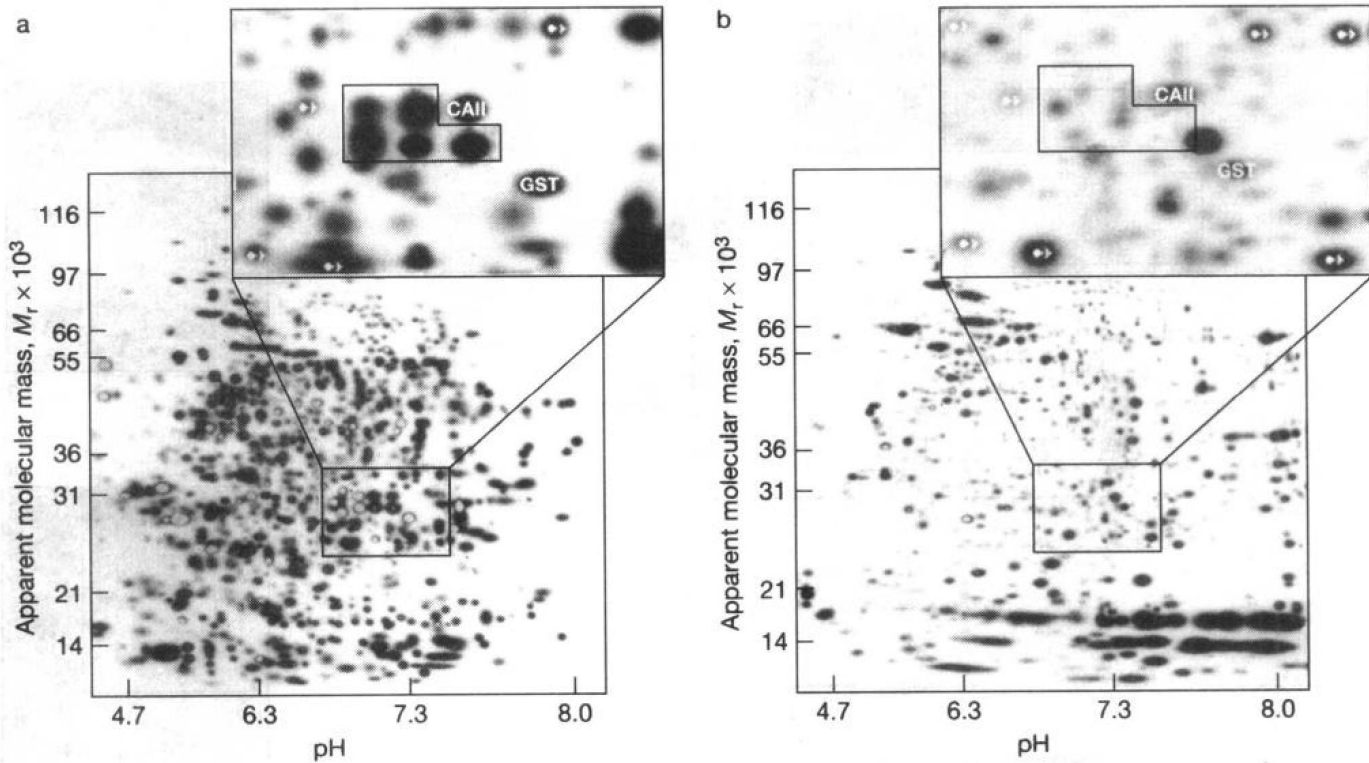 a
CAII
GST
116
97
66
55
36
31
21
14
Apparent molecular mass, Mr × 10³
4.7 6.3 7.3 8.0
pH
b
CAII
GST
116
97
66
55
36
31
21
14
Apparent molecular mass, Mr × 10³
4.7 6.3 7.3 8.0
pH